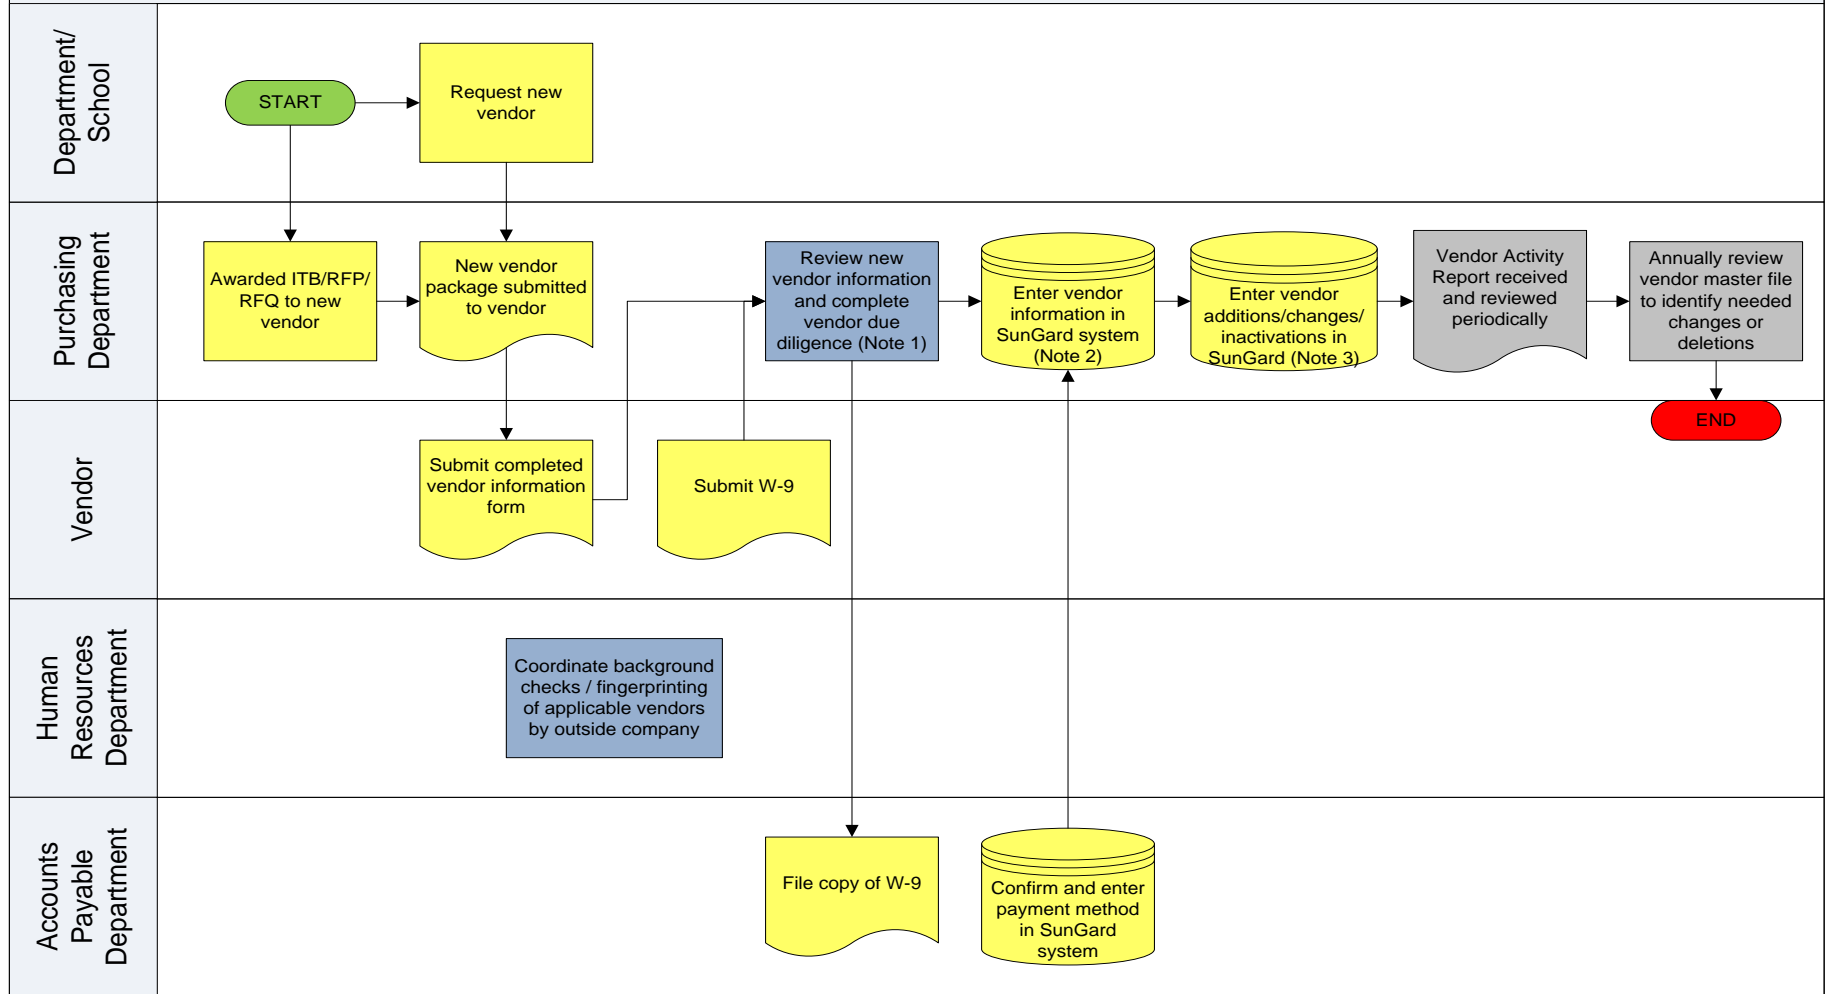 Department/
School
START
Request new
vendor
Purchasing
Department
Awarded ITB/RFP/
RFQ to new
vendor
New vendor
package submitted
to vendor
Review new
vendor information
and complete
vendor due
diligence (Note 1)
Enter vendor
information in
SunGard system
(Note 2)
Enter vendor
additions/changes/
inactivations in
SunGard (Note 3)
Vendor Activity
Report received
and reviewed
periodically
Annually review
vendor master file
to identify needed
changes or
deletions
Vendor
Submit completed
vendor information
form
Submit W-9
END
Human
Resources
Department
Coordinate background
checks / fingerprinting
of applicable vendors
by outside company
Accounts
Payable
Department
File copy of W-9
Confirm and enter
payment method
in SunGard
system